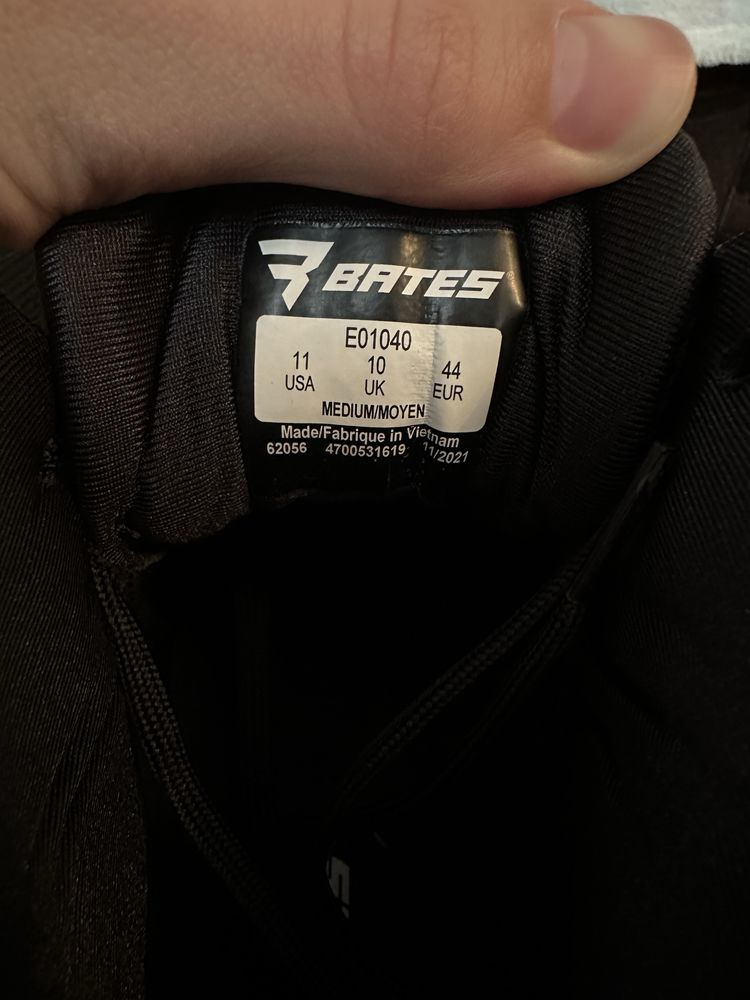 BATES
E01040
11 10 44
USA UK EUR
MEDIUM/MOYEN
Made/Fabrique in Vietnam
62056 4700531619 11/2021